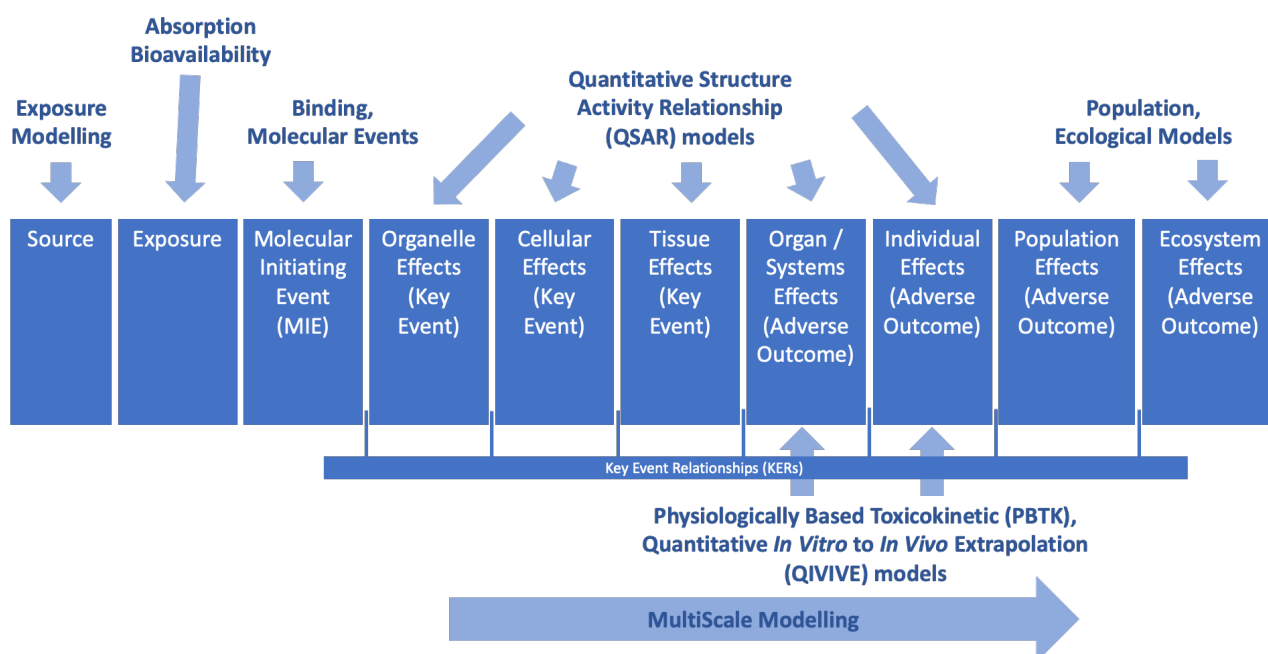 Absorption
Bioavailability
Exposure
Modelling
Binding,
Molecular Events
Quantitative Structure
Activity Relationship
(QSAR) models
Population,
Ecological Models
Source
Exposure
Molecular
Initiating
Event
(MIE)
Organelle
Effects
(Key
Event)
Cellular
Effects
(Key
Event)
Tissue
Effects
(Key
Event)
Organ /
Systems
Effects
(Adverse
Outcome)
Individual
Effects
(Adverse
Outcome)
Population
Effects
(Adverse
Outcome)
Ecosystem
Effects
(Adverse
Outcome)
Key Event Relationships (KERs)
Physiologically Based Toxicokinetic (PBTK),
Quantitative In Vitro to In Vivo Extrapolation
(QIVIVE) models
MultiScale Modelling